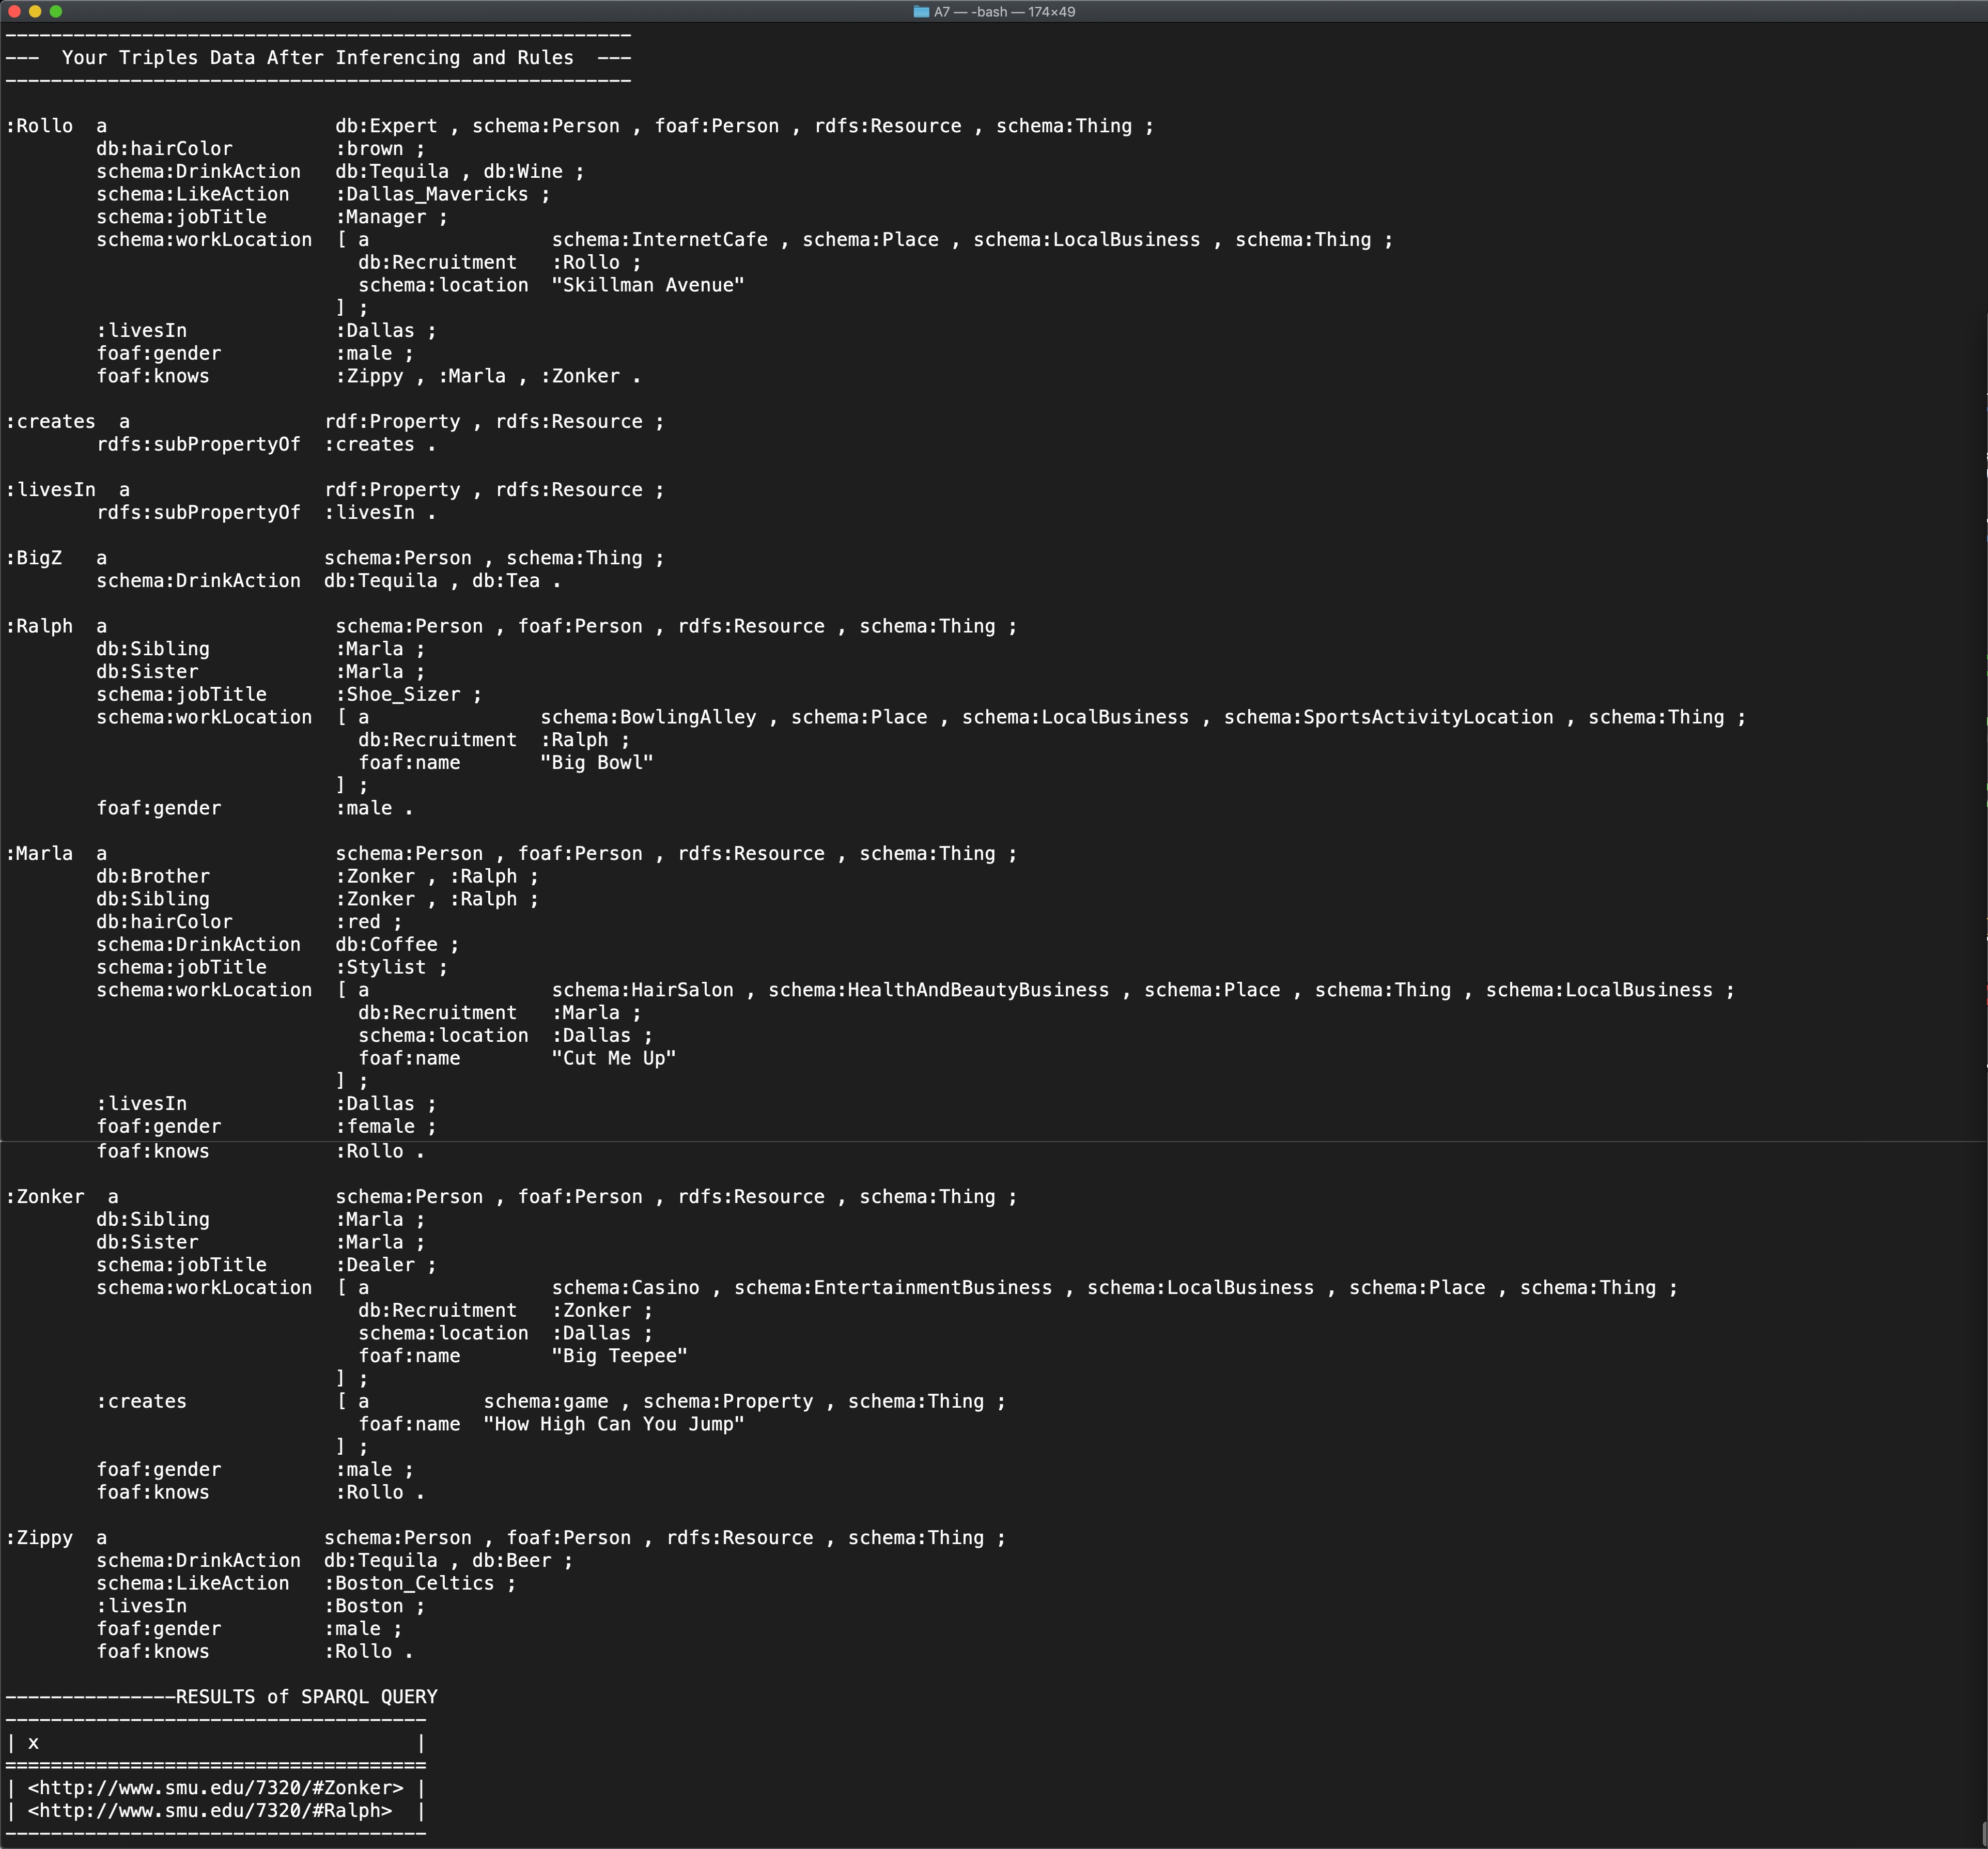 A7 — -bash — 174×49
-------------------------------------------------------
---  Your Triples Data After Inferencing and Rules  ---
-------------------------------------------------------

:Rollo  a                    db:Expert , schema:Person , foaf:Person , rdfs:Resource , schema:Thing ;
        db:hairColor         :brown ;
        schema:DrinkAction   db:Tequila , db:Wine ;
        schema:LikeAction    :Dallas_Mavericks ;
        schema:jobTitle      :Manager ;
        schema:workLocation  [ a                schema:InternetCafe , schema:Place , schema:LocalBusiness , schema:Thing ;
                               db:Recruitment   :Rollo ;
                               schema:location  "Skillman Avenue"
                             ] ;
        :livesIn             :Dallas ;
        foaf:gender          :male ;
        foaf:knows           :Zippy , :Marla , :Zonker .

:creates  a                 rdf:Property , rdfs:Resource ;
        rdfs:subPropertyOf  :creates .

:livesIn  a                 rdf:Property , rdfs:Resource ;
        rdfs:subPropertyOf  :livesIn .

:BigZ   a                   schema:Person , schema:Thing ;
        schema:DrinkAction  db:Tequila , db:Tea .

:Ralph  a                    schema:Person , foaf:Person , rdfs:Resource , schema:Thing ;
        db:Sibling           :Marla ;
        db:Sister            :Marla ;
        schema:jobTitle      :Shoe_Sizer ;
        schema:workLocation  [ a               schema:BowlingAlley , schema:Place , schema:LocalBusiness , schema:SportsActivityLocation , schema:Thing ;
                               db:Recruitment  :Ralph ;
                               foaf:name       "Big Bowl"
                             ] ;
        foaf:gender          :male .

:Marla  a                    schema:Person , foaf:Person , rdfs:Resource , schema:Thing ;
        db:Brother           :Zonker , :Ralph ;
        db:Sibling           :Zonker , :Ralph ;
        db:hairColor         :red ;
        schema:DrinkAction   db:Coffee ;
        schema:jobTitle      :Stylist ;
        schema:workLocation  [ a                schema:HairSalon , schema:HealthAndBeautyBusiness , schema:Place , schema:Thing , schema:LocalBusiness ;
                               db:Recruitment   :Marla ;
                               schema:location  :Dallas ;
                               foaf:name        "Cut Me Up"
                             ] ;
        :livesIn             :Dallas ;
        foaf:gender          :female ;
        foaf:knows           :Rollo .

:Zonker  a                   schema:Person , foaf:Person , rdfs:Resource , schema:Thing ;
        db:Sibling           :Marla ;
        db:Sister            :Marla ;
        schema:jobTitle      :Dealer ;
        schema:workLocation  [ a                schema:Casino , schema:EntertainmentBusiness , schema:LocalBusiness , schema:Place , schema:Thing ;
                               db:Recruitment   :Zonker ;
                               schema:location  :Dallas ;
                               foaf:name        "Big Teepee"
                             ] ;
        :creates             [ a          schema:game , schema:Property , schema:Thing ;
                               foaf:name  "How High Can You Jump"
                             ] ;
        foaf:gender          :male ;
        foaf:knows           :Rollo .

:Zippy  a                   schema:Person , foaf:Person , rdfs:Resource , schema:Thing ;
        schema:DrinkAction  db:Tequila , db:Beer ;
        schema:LikeAction   :Boston_Celtics ;
        :livesIn            :Boston ;
        foaf:gender         :male ;
        foaf:knows          :Rollo .

---------------RESULTS of SPARQL QUERY
-------------------------------------
| x                                 |
=====================================
| <http://www.smu.edu/7320/#Zonker> |
| <http://www.smu.edu/7320/#Ralph>  |
-------------------------------------